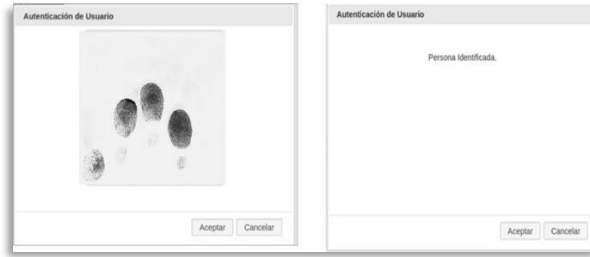 Autenticación de Usuario
Aceptar Cancelar
Autenticación de Usuario
Persona Identificada.
Aceptar Cancelar